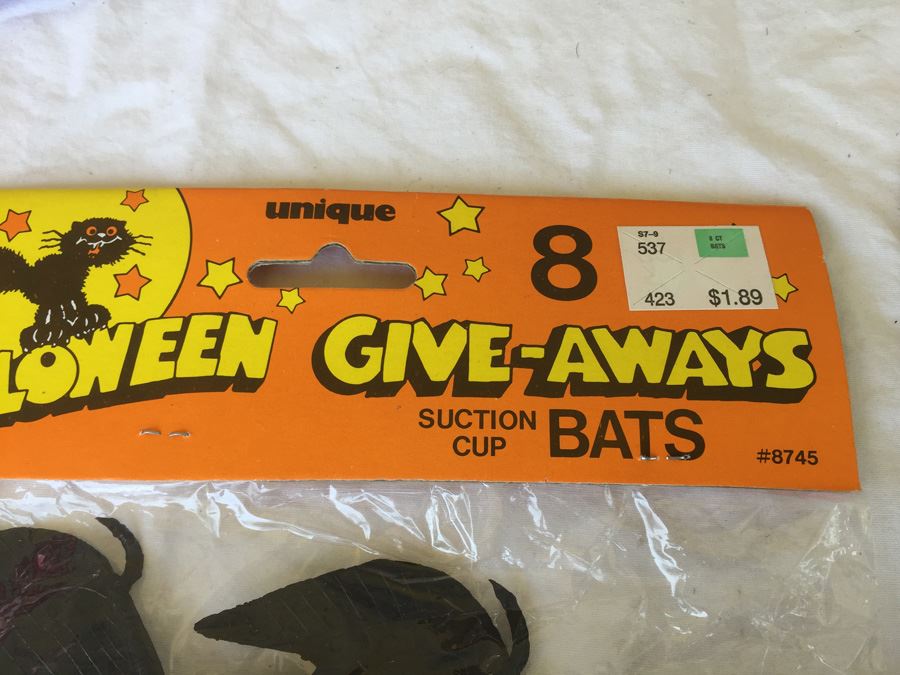 unique
8
S7-9
537
8 CT
BATS
423 $1.89
LOWEEN GIVE-AWAYS
SUCTION
CUP BATS
#8745